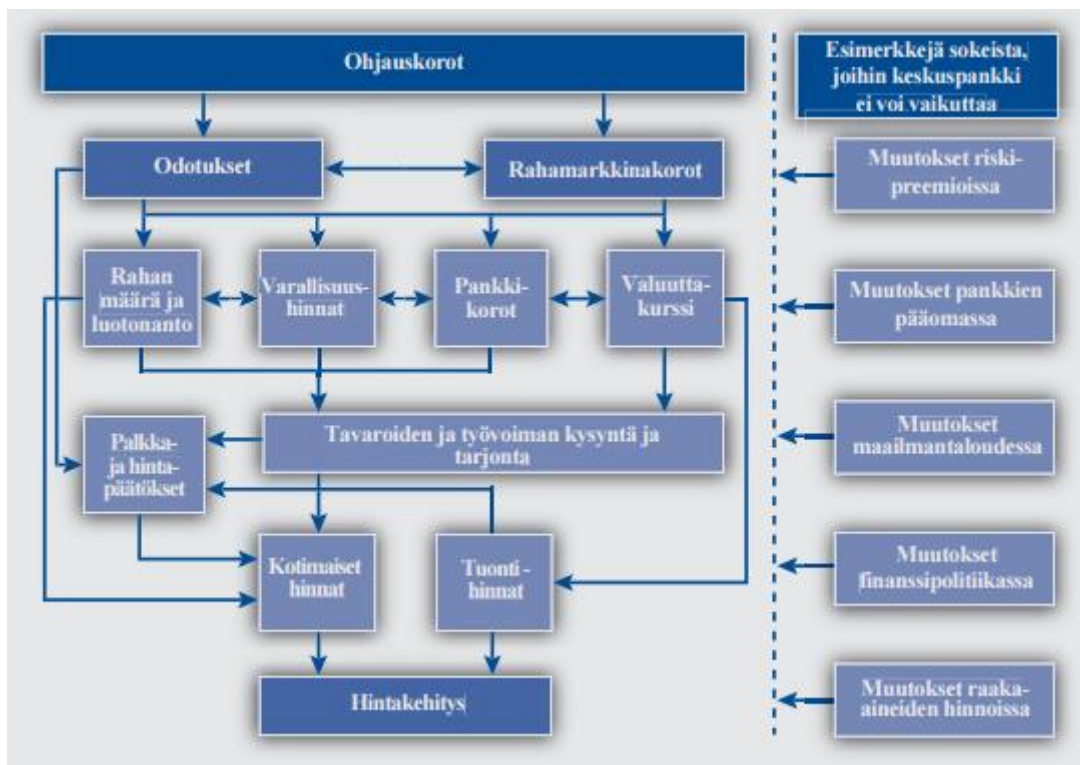 Ohjauskorot
Esimerkkejä sokeista,
joihin keskuspankki
ei voi vaikuttaa
Odotukset
Rahamarkkinakorot
Muutokset riski-
preemioissa
Rahan
määrä ja
luotonanto
Varallisuus-
hinnat
Pankki-
korot
Valuutta-
kurssi
Muutokset pankkien
pääomassa
Palkka-
ja hinta-
päätökset
Tavaroiden ja työvoiman kysyntä ja
tarjonta
Muutokset
maailmantaloudessa
Kotimaiset
hinnat
Tuonti-
hinnat
Muutokset
finanssipolitiikassa
Hintakehitys
Muutokset raaka-
aineiden hinnoissa